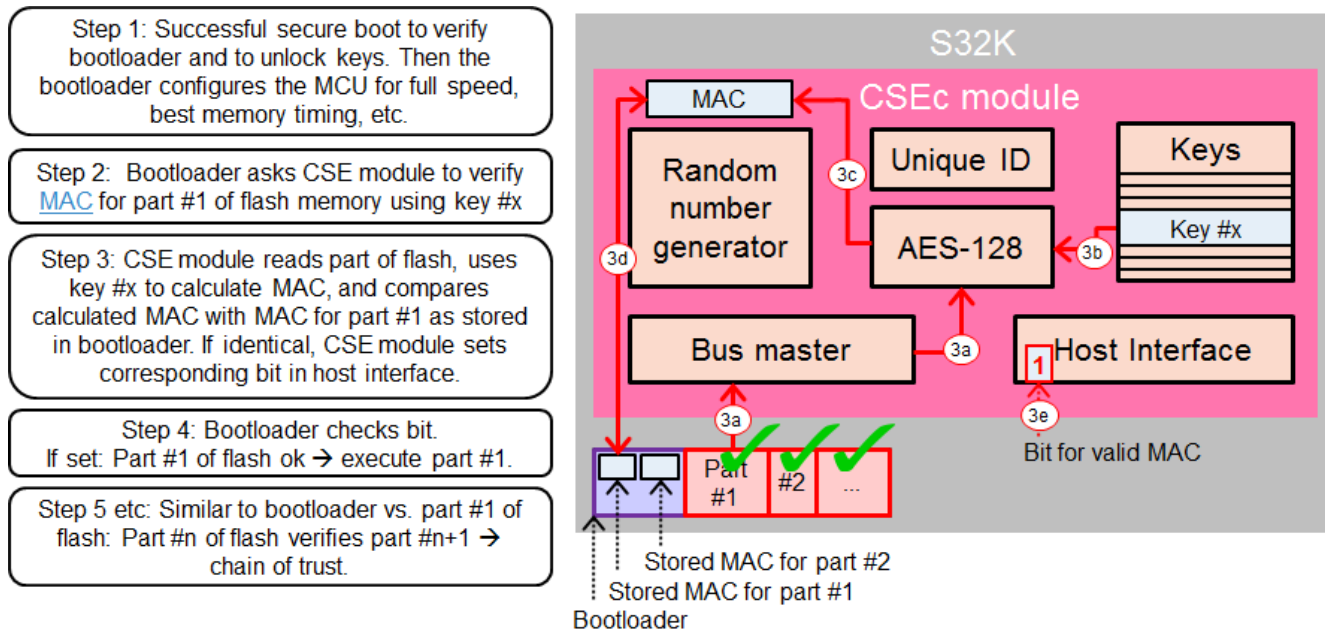 Step 1: Successful secure boot to verify
bootloader and to unlock keys. Then the
bootloader configures the MCU for full speed,
best memory timing, etc.
Step 2:  Bootloader asks CSE module to verify
MAC for part #1 of flash memory using key #x
Step 3: CSE module reads part of flash, uses
key #x to calculate MAC, and compares
calculated MAC with MAC for part #1 as stored
in bootloader. If identical, CSE module sets
corresponding bit in host interface.
Step 4: Bootloader checks bit.
If set: Part #1 of flash ok → execute part #1.
Step 5 etc: Similar to bootloader vs. part #1 of
flash: Part #n of flash verifies part #n+1 →
chain of trust.
S32K
CSEc module
MAC
Random
number
generator
Unique ID
Keys
Key #x
AES-128
3c
3b
3d
Bus master
3a
Host Interface
1
3a
3e
Bit for valid MAC
Part
#1
#2
...
Stored MAC for part #2
Stored MAC for part #1
Bootloader